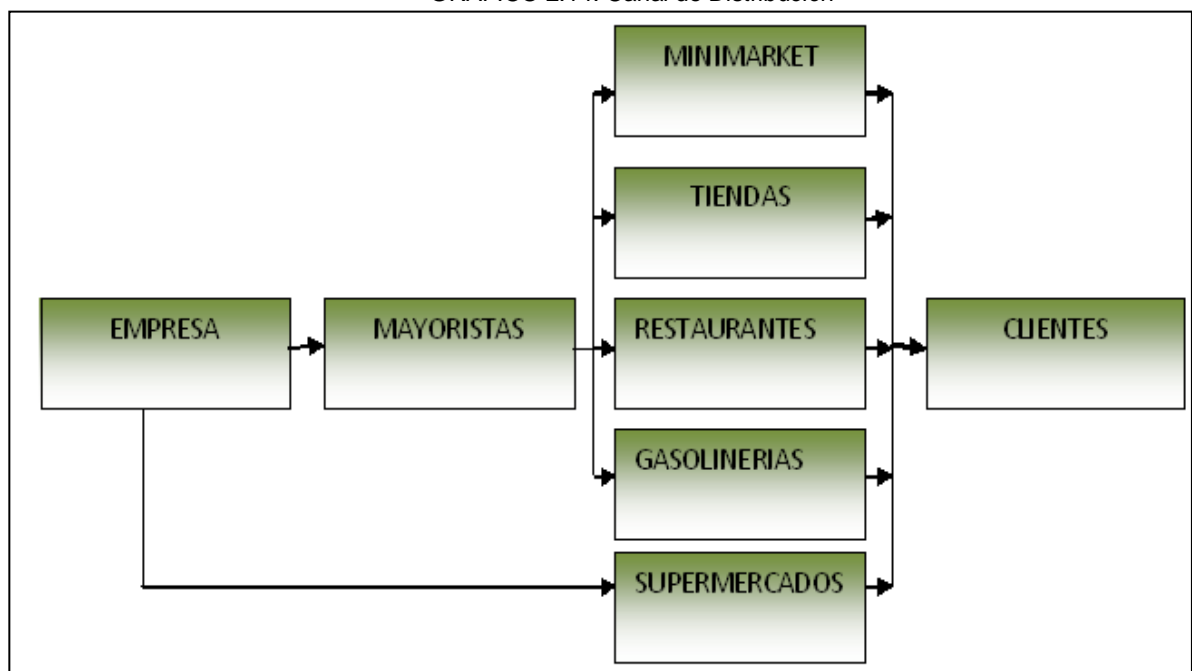 Canal de Distribución
MINIMARKET
TIENDAS
EMPRESA
MAYORISTAS
RESTAURANTES
CLIENTES
GASOLINERIAS
SUPERMERCADOS